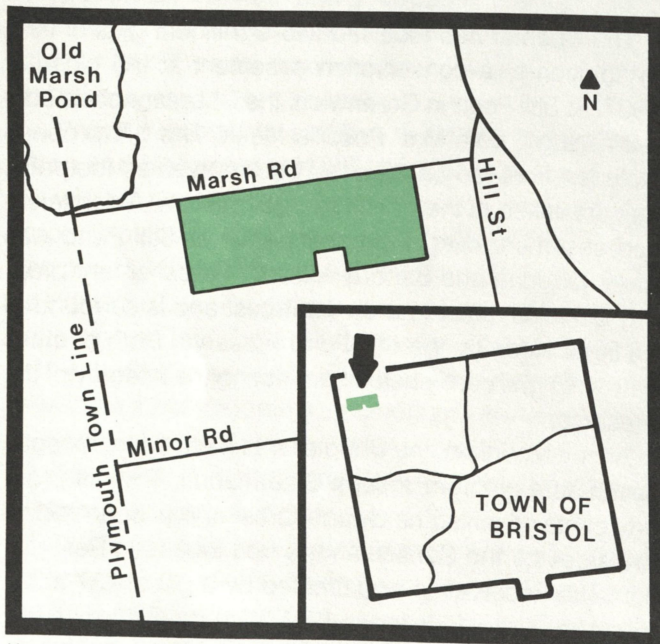 Old
Marsh
Pond
N
Marsh Rd
Hill St
Plymouth Town Line
Minor Rd
TOWN OF
BRISTOL